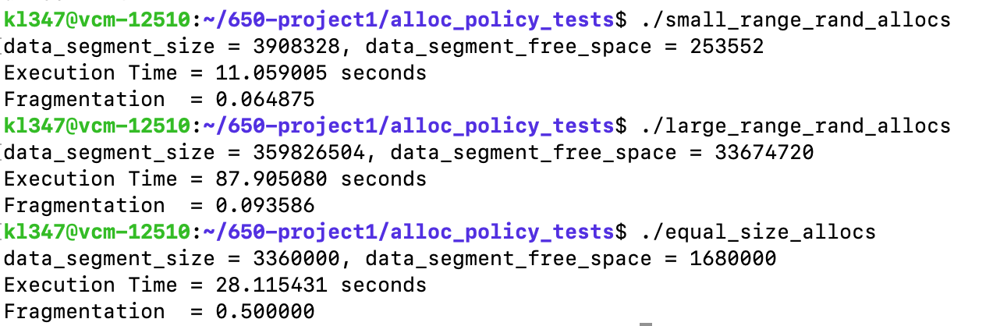 kl347@vcm-12510:~/650-project1/alloc_policy_tests$ ./small_range_rand_allocs
data_segment_size = 3908328, data_segment_free_space = 253552
Execution Time = 11.059005 seconds
Fragmentation  = 0.064875
kl347@vcm-12510:~/650-project1/alloc_policy_tests$ ./large_range_rand_allocs
data_segment_size = 359826504, data_segment_free_space = 33674720
Execution Time = 87.905080 seconds
Fragmentation  = 0.093586
kl347@vcm-12510:~/650-project1/alloc_policy_tests$ ./equal_size_allocs
data_segment_size = 3360000, data_segment_free_space = 1680000
Execution Time = 28.115431 seconds
Fragmentation  = 0.500000